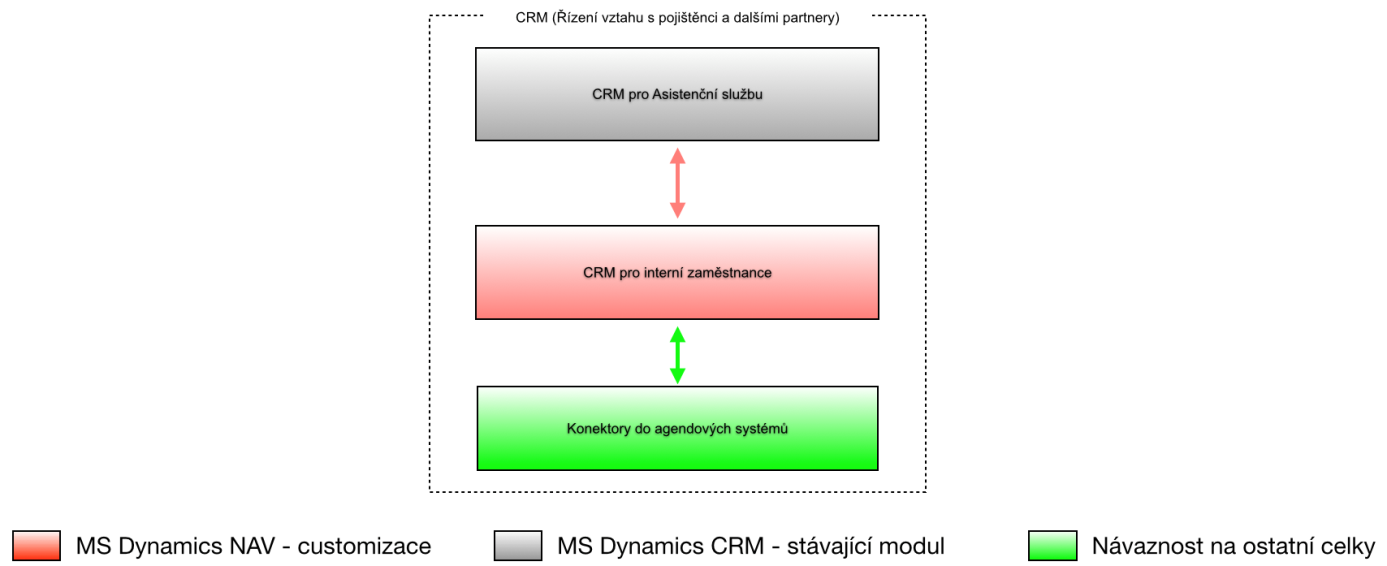 CRM (Řízení vztahu s pojištěnci a dalšími partnery)
CRM pro Asistenční službu
CRM pro interní zaměstnance
Konektory do agendových systémů
MS Dynamics NAV - customizace
MS Dynamics CRM - stávající modul
Návaznost na ostatní celky